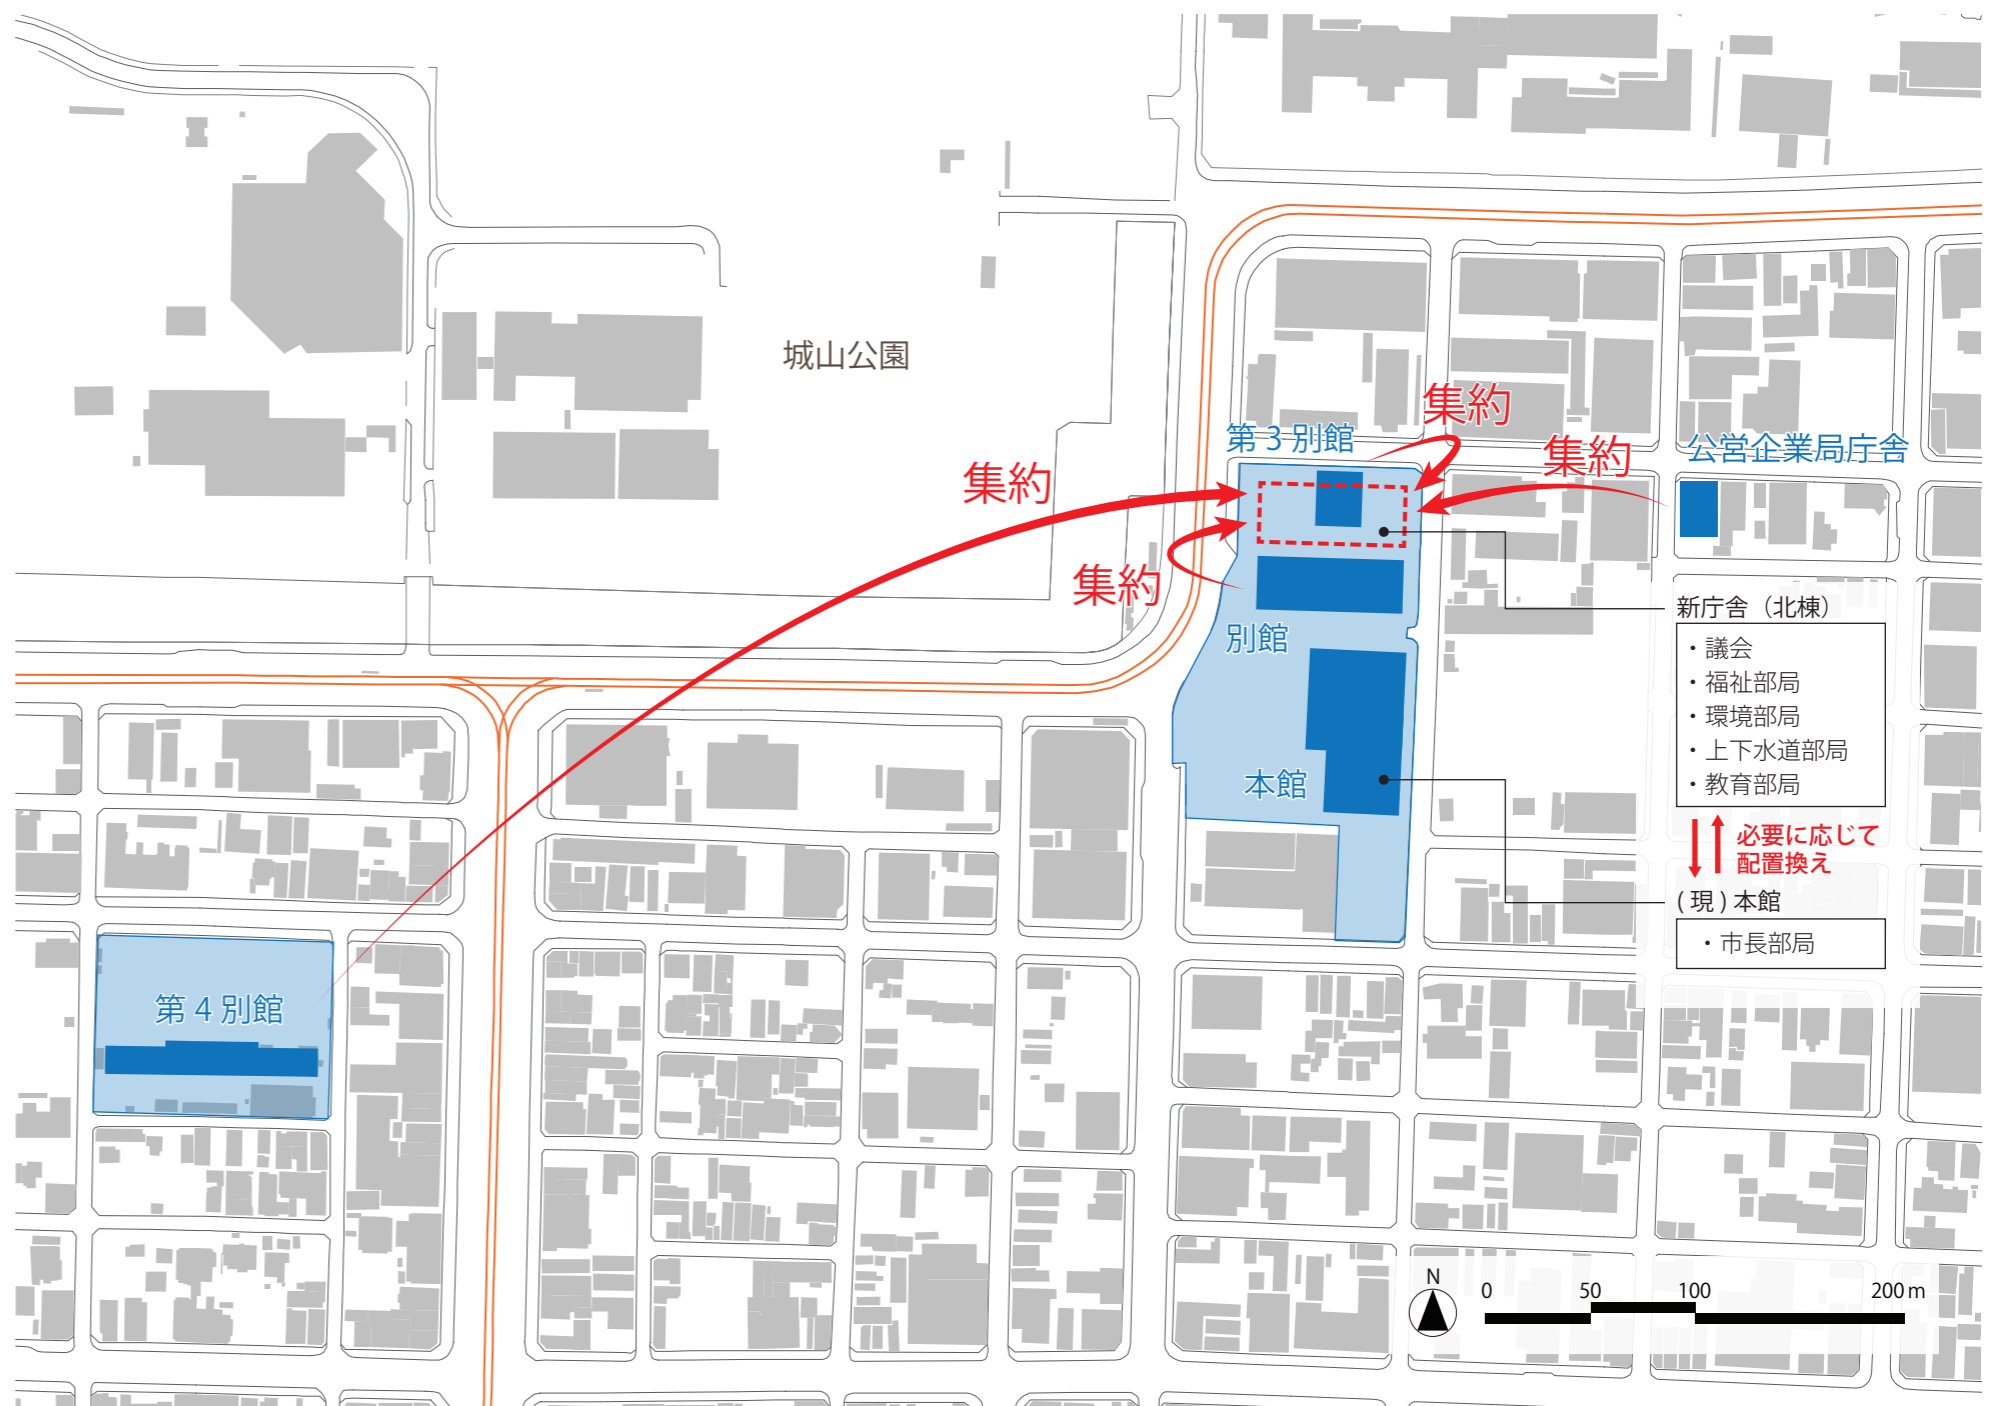 城山公園
集約
第3別館
集約
公営企業局庁舎
集約
集約
別館
本館
新庁舎（北棟）
・議会
・福祉部局
・環境部局
・上下水道部局
・教育部局
必要に応じて
配置換え
(現)本館
・市長部局
第4別館
N
0 50 100 200m